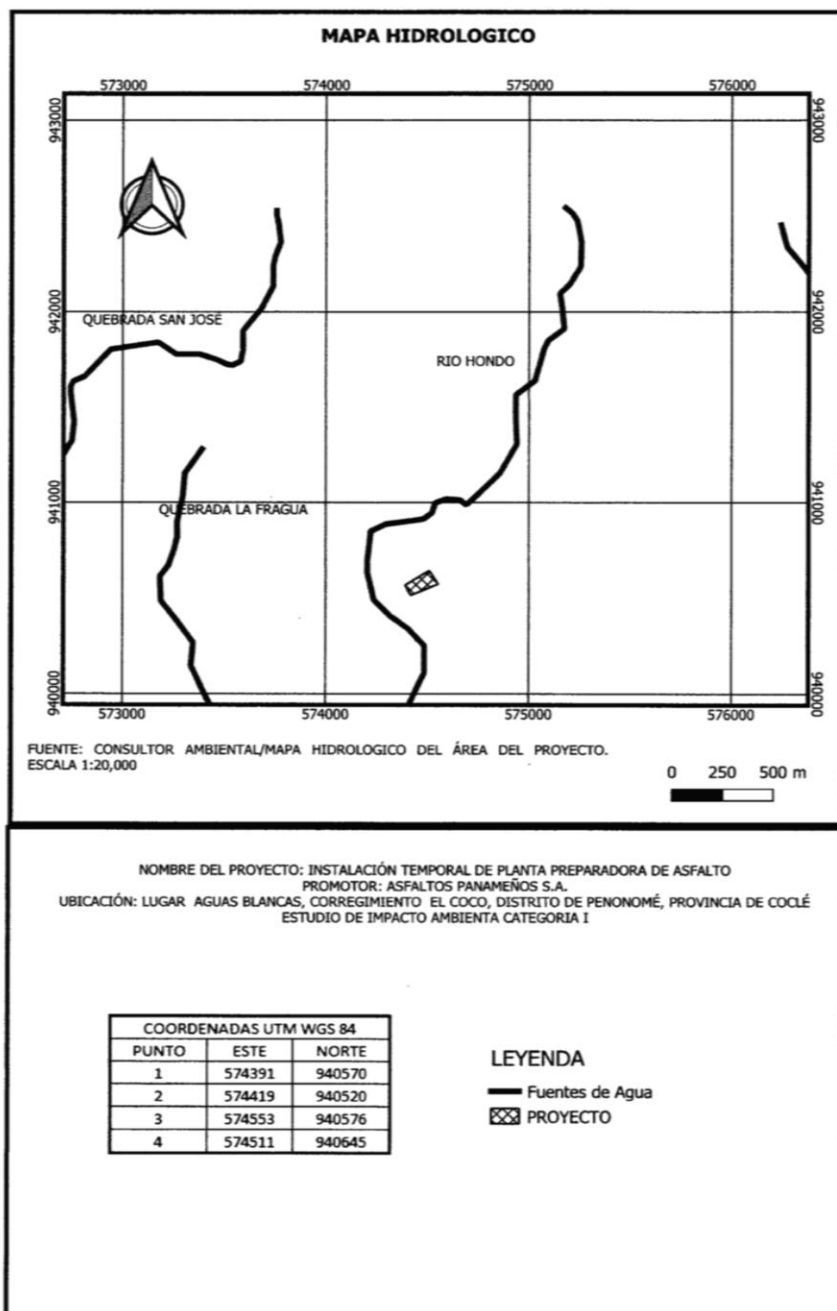 MAPA HIDROLOGICO
573000 574000 575000 576000
943000 943000
942000 942000
QUEBRADA SAN JOSÉ
RIO HONDO
941000 941000
QUEBRADA LA FRAGUA
940000 940000
573000 574000 575000 576000
FUENTE: CONSULTOR AMBIENTAL/MAPA HIDROLOGICO DEL ÁREA DEL PROYECTO.
ESCALA 1:20,000
0 250 500 m
NOMBRE DEL PROYECTO: INSTALACIÓN TEMPORAL DE PLANTA PREPARADORA DE ASFALTO
PROMOTOR: ASFALTOS PANAMEÑOS S.A.
UBICACIÓN: LUGAR AGUAS BLANCAS, CORREGIMIENTO EL COCO, DISTRITO DE PENONOMÉ, PROVINCIA DE COCLÉ
ESTUDIO DE IMPACTO AMBIENTA CATEGORIA I
COORDENADAS UTM WGS 84
PUNTO ESTE NORTE
1 574391 940570
2 574419 940520
3 574553 940576
4 574511 940645
LEYENDA
Fuentes de Agua
PROYECTO